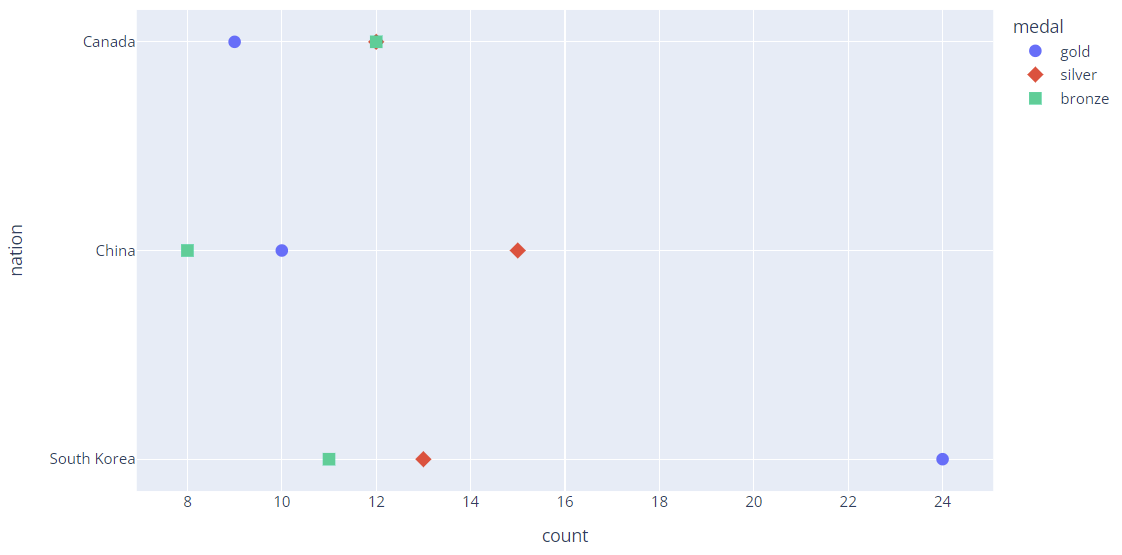 medal
gold
silver
bronze
Canada
China
South Korea
nation
8 10 12 14 16 18 20 22 24
count